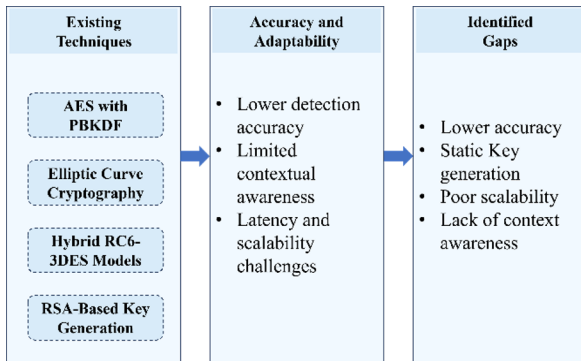 Existing
Techniques
AES with
PBKDF
Elliptic Curve
Cryptography
Hybrid RC6-
3DES Models
RSA-Based Key
Generation
Accuracy and
Adaptability
• Lower detection
accuracy
• Limited
contextual
awareness
• Latency and
scalability
challenges
Identified
Gaps
• Lower accuracy
• Static Key
generation
• Poor scalability
• Lack of context
awareness